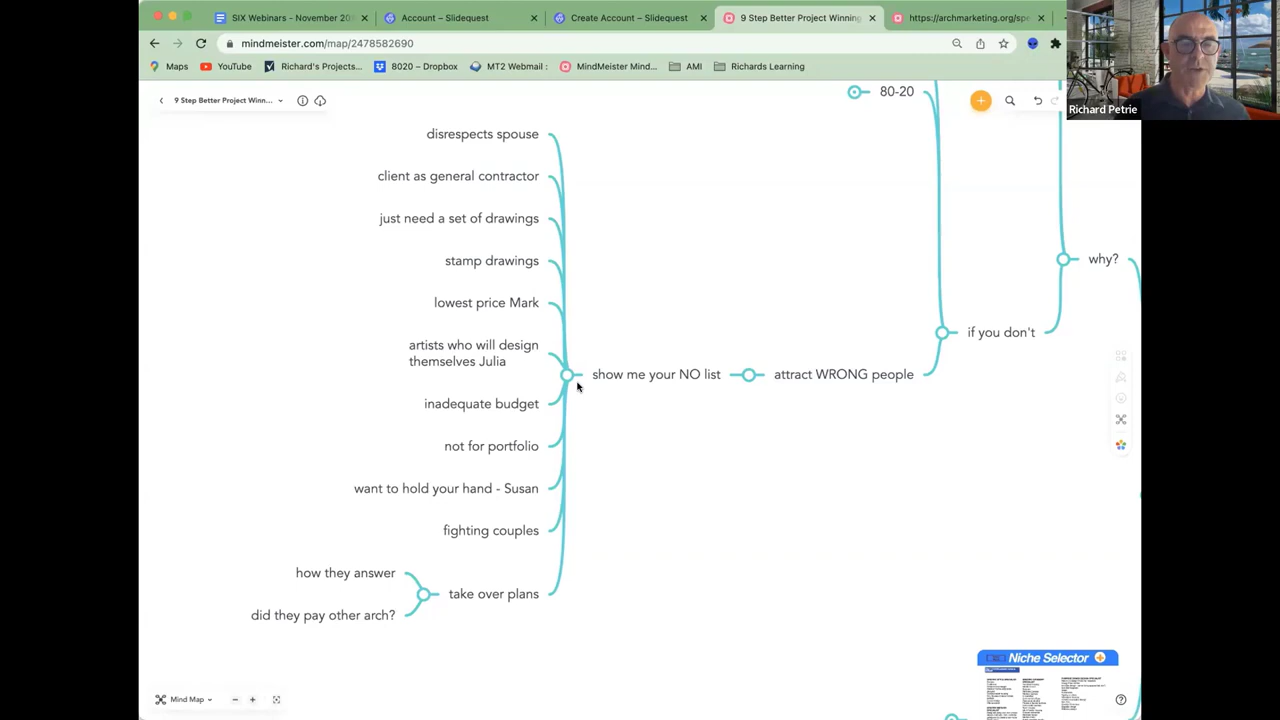 SIX Webinars - November 20
Account – Slidequest
Create Account – Slidequest
9 Step Better Project Winning
https://archmarketing.org/spe
mindmeister.com/map/2478582690
Maps
YouTube
Richard's Projects...
8020 – Dropbox
MT2 Webmail :
MindMeister Mind...
AMI
Richards Learning
Richard Petrie
9 Step Better Project Winn...
80-20
disrespects spouse
client as general contractor
just need a set of drawings
stamp drawings
why?
lowest price Mark
if you don't
artists who will design
themselves Julia
show me your NO list
attract WRONG people
inadequate budget
not for portfolio
want to hold your hand - Susan
fighting couples
how they answer
take over plans
did they pay other arch?
Niche Selector
Mind Map